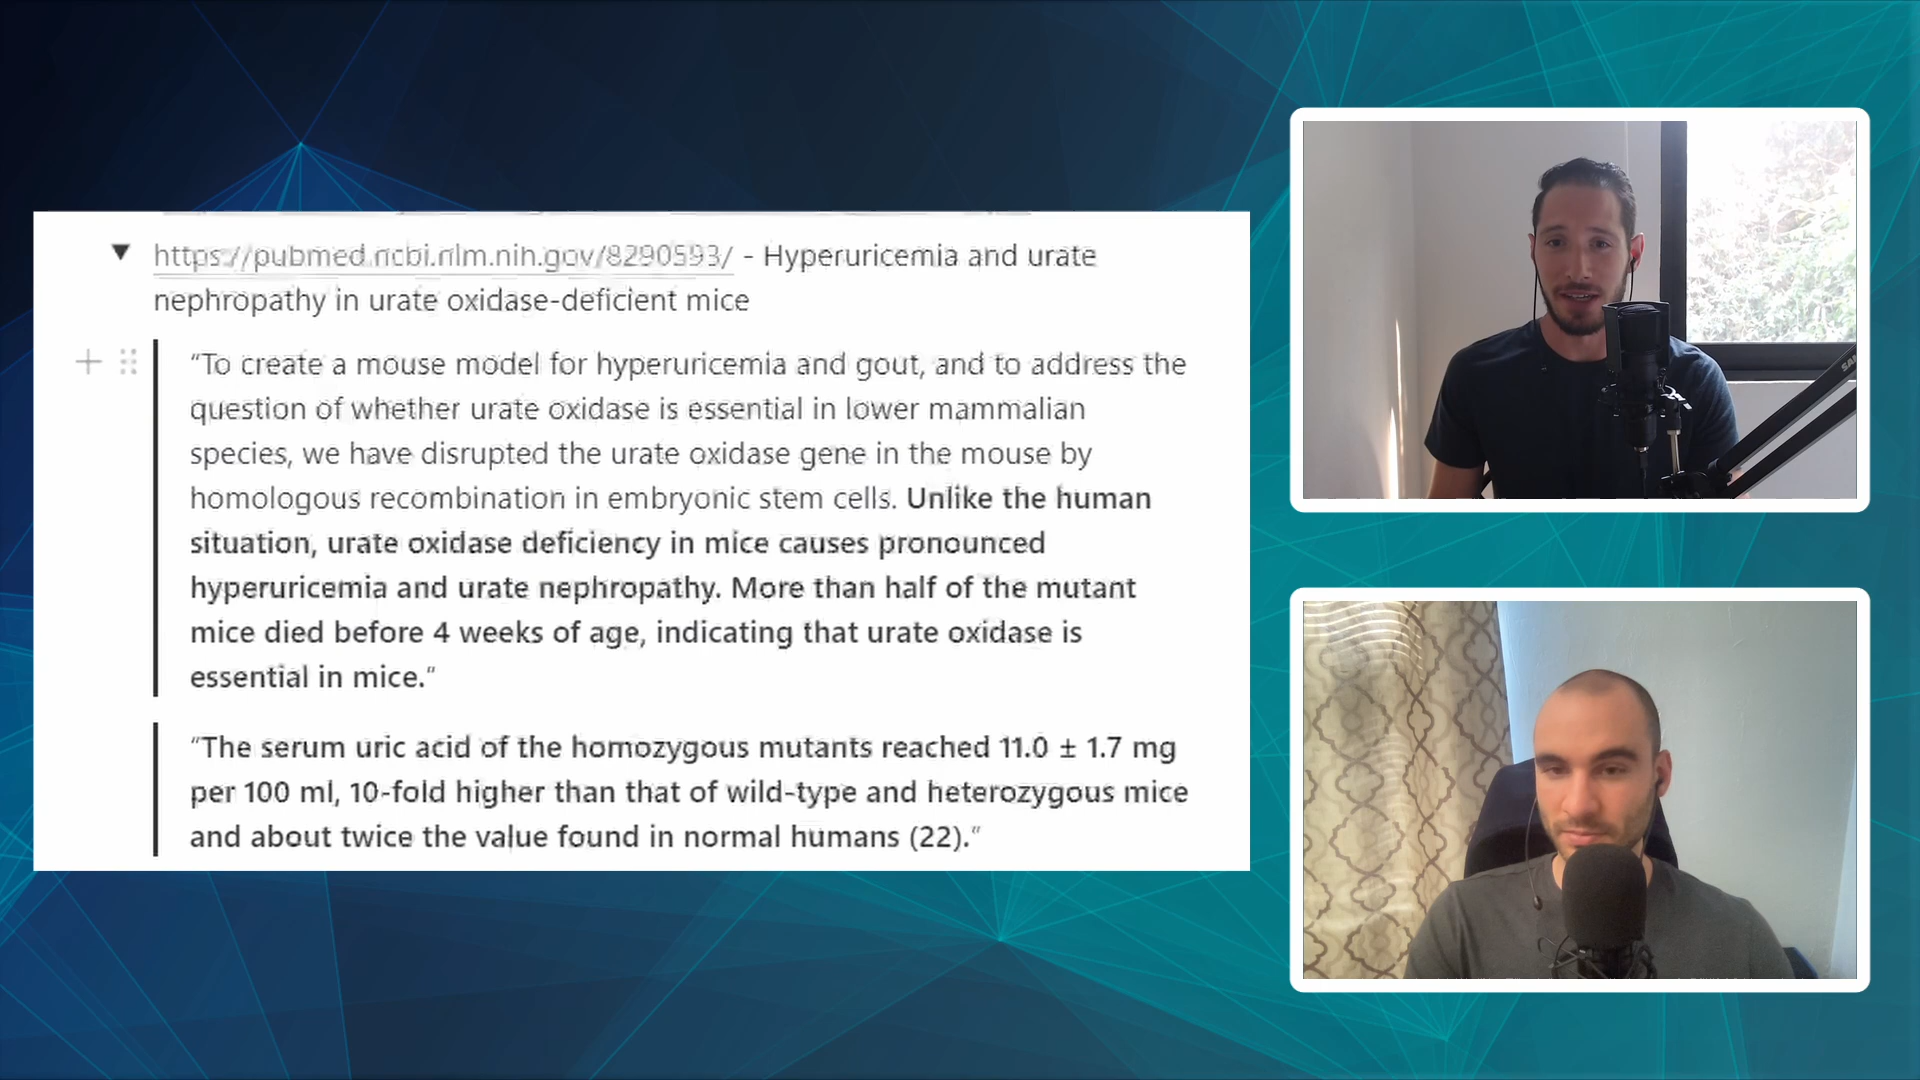 https://pubmed.ncbi.nlm.nih.gov/8290593/ - Hyperuricemia and urate
nephropathy in urate oxidase-deficient mice
“To create a mouse model for hyperuricemia and gout, and to address the
question of whether urate oxidase is essential in lower mammalian
species, we have disrupted the urate oxidase gene in the mouse by
homologous recombination in embryonic stem cells. Unlike the human
situation, urate oxidase deficiency in mice causes pronounced
hyperuricemia and urate nephropathy. More than half of the mutant
mice died before 4 weeks of age, indicating that urate oxidase is
essential in mice.“
“The serum uric acid of the homozygous mutants reached 11.0 ± 1.7 mg
per 100 ml, 10-fold higher than that of wild-type and heterozygous mice
and about twice the value found in normal humans (22).“